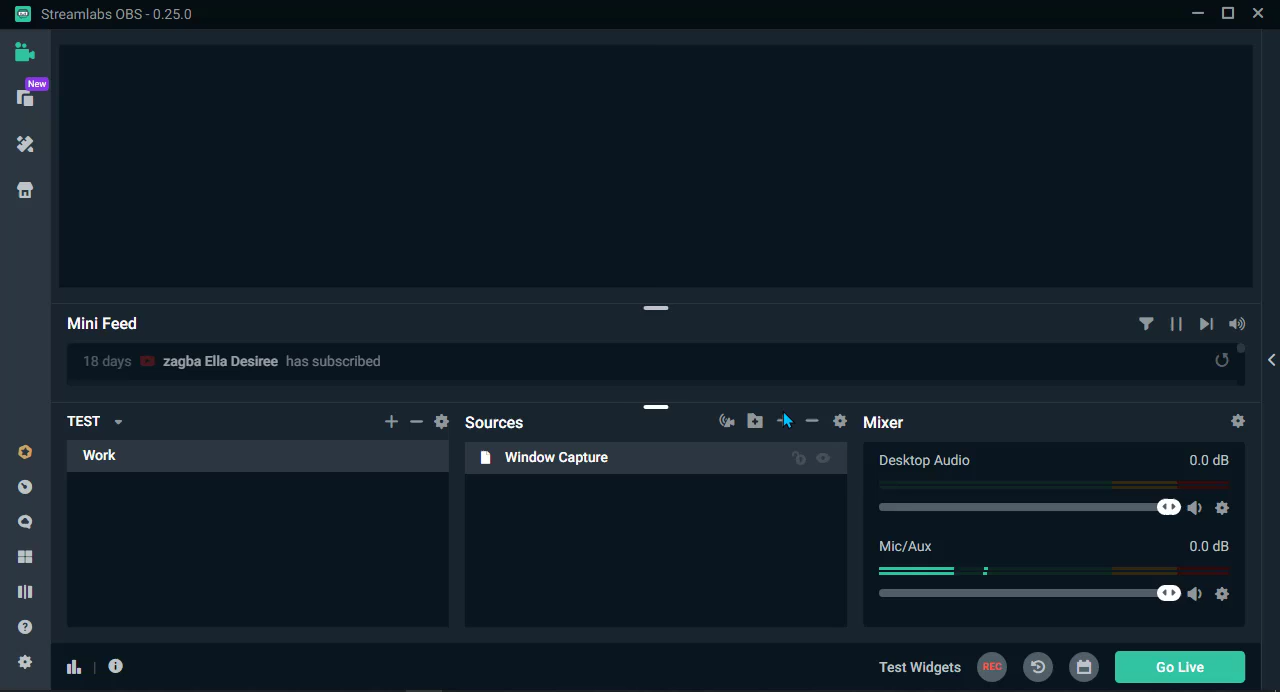 Streamlabs OBS - 0.25.0
New
Mini Feed
18 days zagba Ella Desiree has subscribed
TEST
Sources
Mixer
Work
Window Capture
Desktop Audio 0.0 dB
Mic/Aux 0.0 dB
Test Widgets REC Go Live